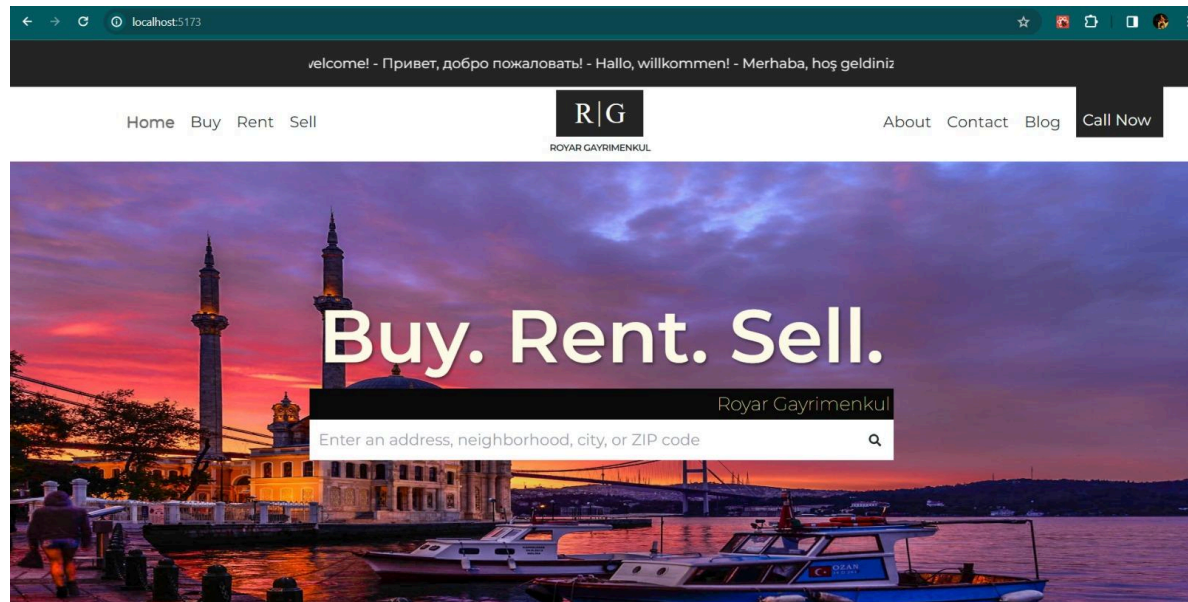 localhost:5173
elcome! - Привет, добро пожаловать! - Hallo, willkommen! - Merhaba, hoş geldiniz
Home Buy Rent Sell
R|G
ROYAR GAYRIMENKUL
About Contact Blog Call Now
Buy. Rent. Sell.
Royar Gayrimenkul
Enter an address, neighborhood, city, or ZIP code
OZAN